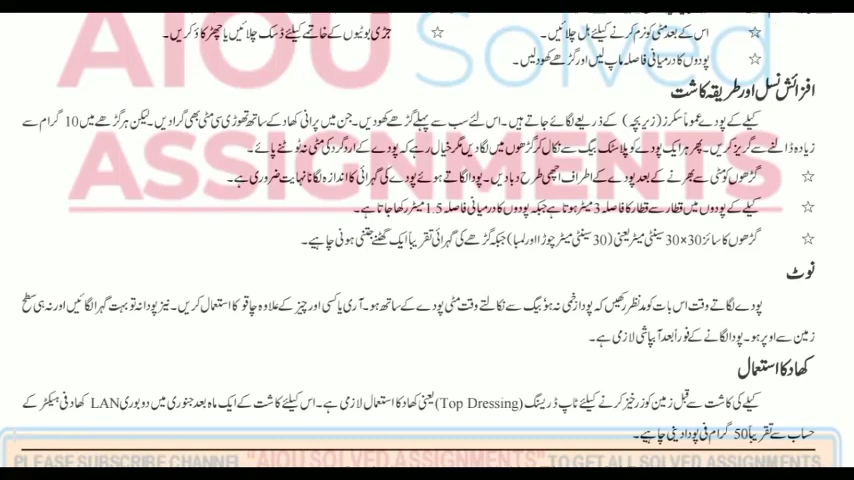 ☆ اس کے بعد مٹی کو نرم کرنے کیلئے ہل چلائیں۔ ☆ جڑی بوٹیوں کے خاتمے کیلئے ڈسک چلائیں یا چھڑکاؤ کریں۔
☆ پودوں کا درمیانی فاصلہ ماپ لیں اور گڑھے کھود لیں۔
افزائش نسل اور طریقہ کاشت
کیلے کے پودے عموماً سکرز (زیر بچہ) کے ذریعے لگائے جاتے ہیں۔ اس لئے سب سے پہلے گڑھے کھودیں۔ جن میں پرانی کھاد کے ساتھ تھوڑی سی مٹی بھی گرا دیں۔ لیکن ہر گڑھے میں 10 گرام سے
زیادہ ڈالنے سے گریز کریں۔ پھر ہر ایک پودے کو پلاسٹک بیگ سے نکال کر گڑھوں میں لگا دیں مگر خیال رہے کہ پودے کے اردگرد کی مٹی نہ ٹوٹنے پائے۔
☆ گڑھوں کو مٹی سے بھرنے کے بعد پودے کے اطراف اچھی طرح دبا دیں۔ پودا لگاتے ہوئے پودے کی گہرائی کا اندازہ لگانا نہایت ضروری ہے۔
☆ کیلے کے پودوں میں قطار سے قطار کا فاصلہ 3 میٹر ہوتا ہے جبکہ پودوں کا درمیانی فاصلہ 1.5 میٹر رکھا جاتا ہے۔
☆ گڑھوں کا سائز 30×30 سینٹی میٹر یعنی (30 سینٹی میٹر چوڑا اور لمبا) جبکہ گڑھے کی گہرائی تقریباً ایک گھٹنے جتنی ہونی چاہیے۔
نوٹ
پودے لگاتے وقت اس بات کو مدنظر رکھیں کہ پودا زخمی نہ ہو بیگ سے نکالتے وقت مٹی پودے کے ساتھ ہو۔ آری یا کسی اور چیز کے علاوہ چاقو کا استعمال کریں۔ نیز پودا نہ تو بہت گہرا لگائیں اور نہ ہی سطح
زمین سے اوپر ہو۔ پودا لگانے کے فوراً بعد آبپاشی لازمی ہے۔
کھاد کا استعمال
کیلے کی کاشت سے قبل زمین کو زرخیز کرنے کیلئے ٹاپ ڈریسنگ (Top Dressing) یعنی کھاد کا استعمال لازمی ہے۔ اس کیلئے کاشت کے ایک ماہ بعد جنوری میں دو بوری LAN کھاد فی ہیکٹر کے
حساب سے تقریباً 50 گرام فی پودا دینی چاہیے۔
AIOU Solved
ASSIGNMENTS
PLEASE SUBSCRIBE CHANNEL "AIOU SOLVED ASSIGNMENTS" TO GET ALL SOLVED ASSIGNMENTS